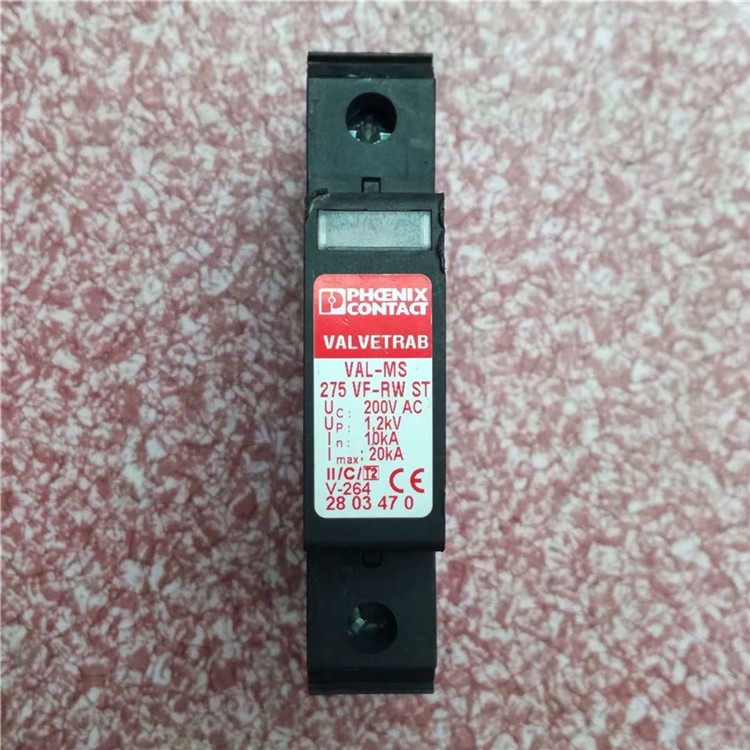 PHŒNIX
CONTACT
VALVETRAB
VAL-MS
275 VF-RW ST
UC: 200V AC
UP: 1,2kV
In: 10kA
Imax: 20kA
II/C/T2
V-264 CE
28 03 47 0